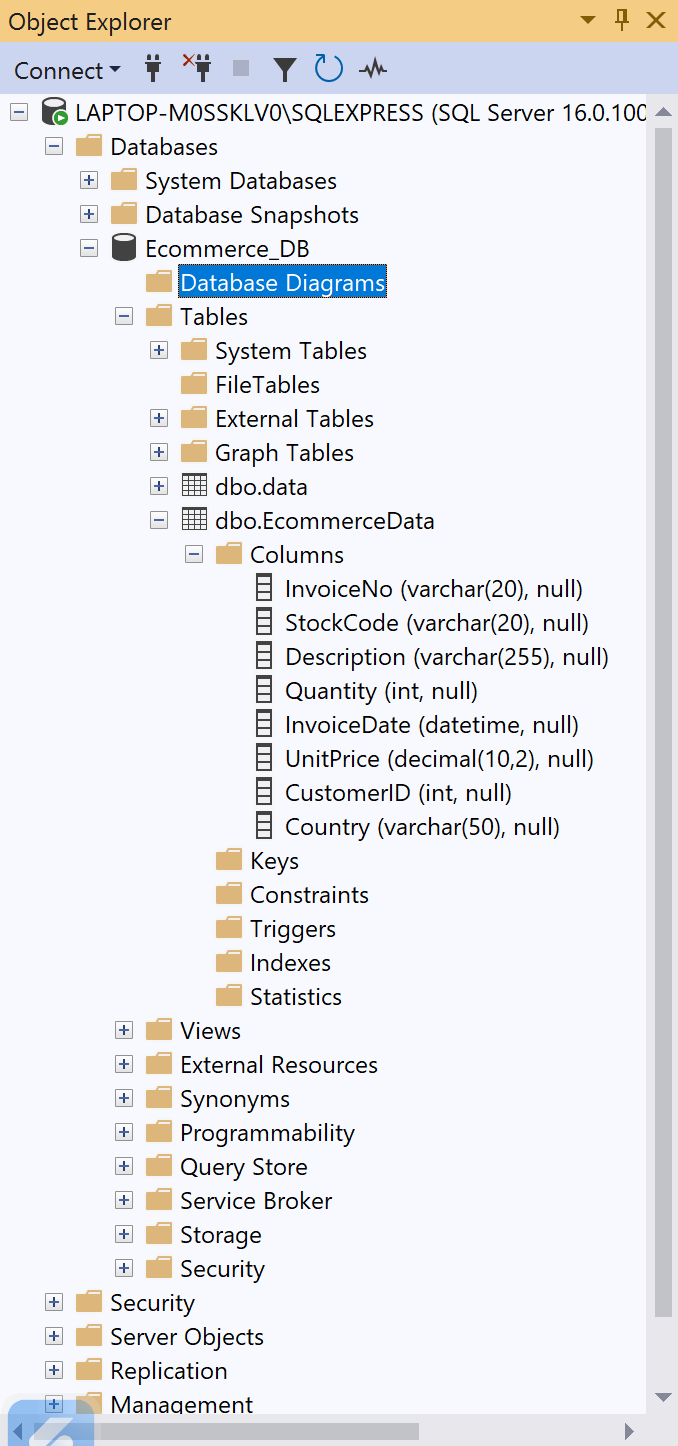 Object Explorer
Connect
LAPTOP-M0SSKLV0\SQLEXPRESS (SQL Server 16.0.100
Databases
System Databases
Database Snapshots
Ecommerce_DB
Database Diagrams
Tables
System Tables
FileTables
External Tables
Graph Tables
dbo.data
dbo.EcommerceData
Columns
InvoiceNo (varchar(20), null)
StockCode (varchar(20), null)
Description (varchar(255), null)
Quantity (int, null)
InvoiceDate (datetime, null)
UnitPrice (decimal(10,2), null)
CustomerID (int, null)
Country (varchar(50), null)
Keys
Constraints
Triggers
Indexes
Statistics
Views
External Resources
Synonyms
Programmability
Query Store
Service Broker
Storage
Security
Security
Server Objects
Replication
Management